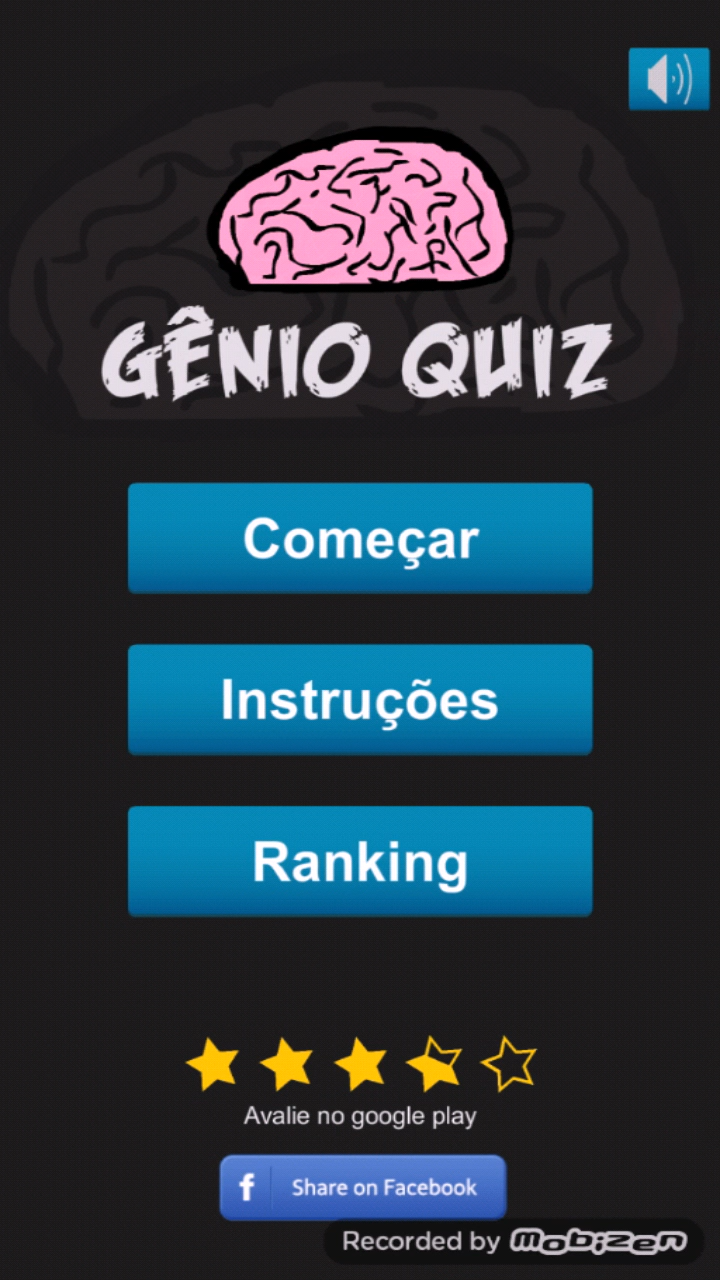 GÊNIO QUIZ
Começar
Instruções
Ranking
Avalie no google play
f Share on Facebook
Recorded by Mobizen